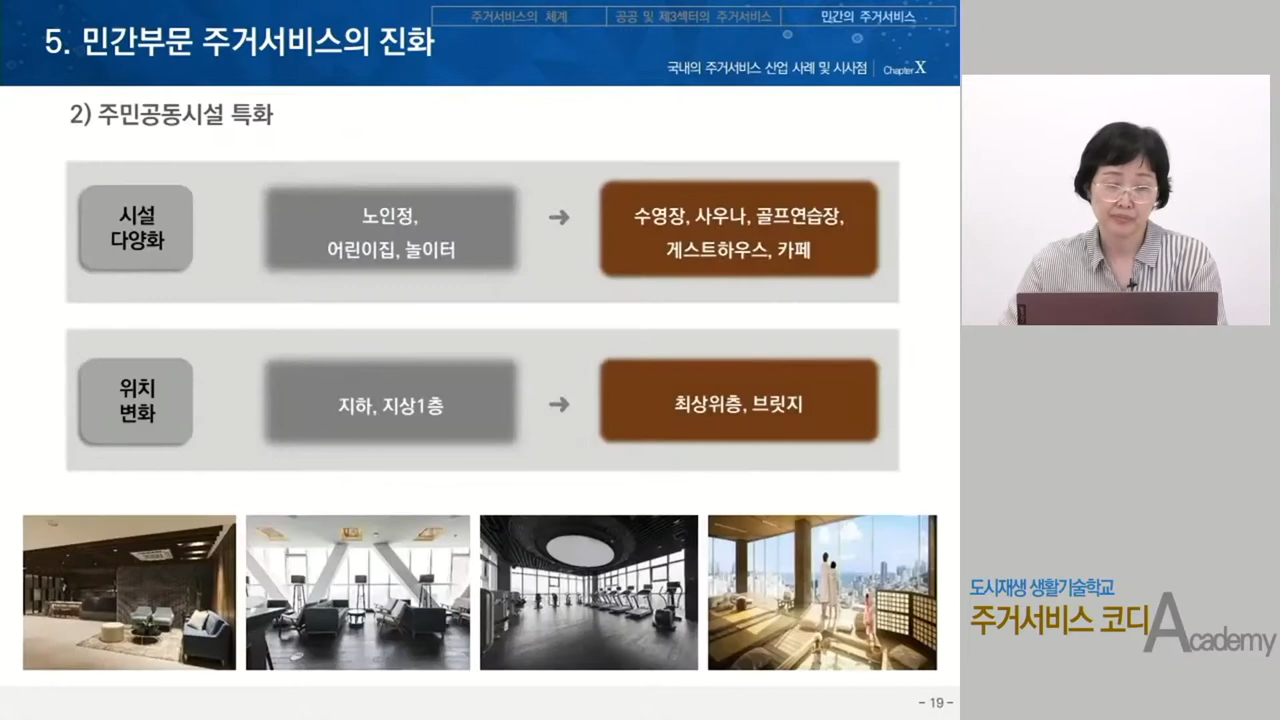 주거서비스의 체계
공공 및 제3섹터의 주거서비스
민간의 주거서비스
5. 민간부문 주거서비스의 진화
국내의 주거서비스 산업 사례 및 시사점
Chapter X
2) 주민공동시설 특화
시설
다양화
노인정,
어린이집, 놀이터
→
수영장, 사우나, 골프연습장,
게스트하우스, 카페
위치
변화
지하, 지상1층
→
최상위층, 브릿지
도시재생 생활기술학교
주거서비스 코디 Academy
- 19 -